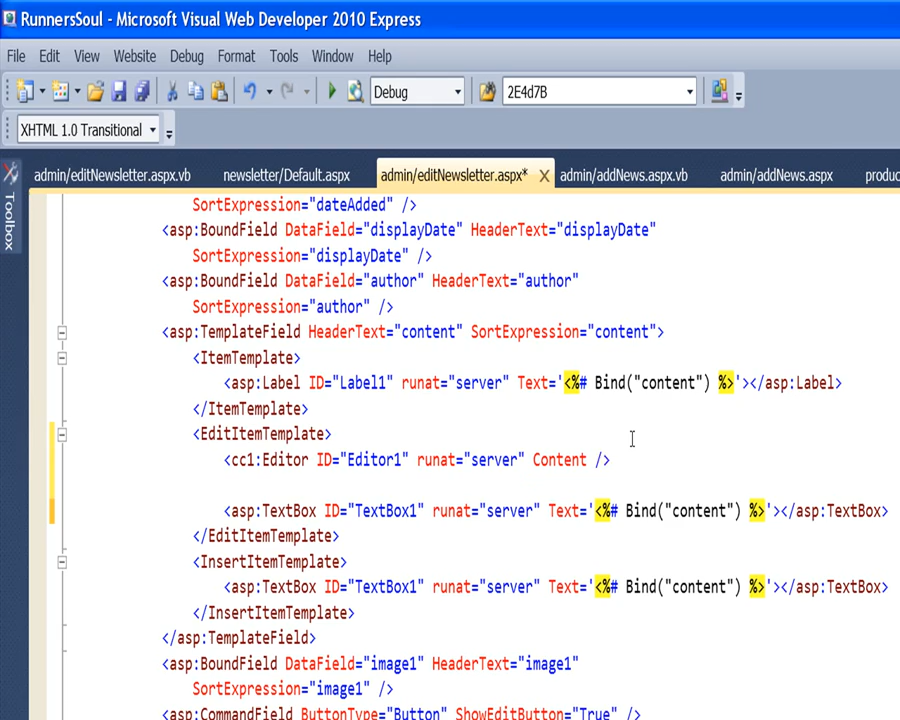 RunnersSoul - Microsoft Visual Web Developer 2010 Express
File Edit View Website Debug Format Tools Window Help
Debug 2E4d7B
XHTML 1.0 Transitional
admin/editNewsletter.aspx.vb newsletter/Default.aspx admin/editNewsletter.aspx* X admin/addNews.aspx.vb admin/addNews.aspx produc
Toolbox
SortExpression="dateAdded" />
<asp:BoundField DataField="displayDate" HeaderText="displayDate"
SortExpression="displayDate" />
<asp:BoundField DataField="author" HeaderText="author"
SortExpression="author" />
<asp:TemplateField HeaderText="content" SortExpression="content">
<ItemTemplate>
<asp:Label ID="Label1" runat="server" Text='<%# Bind("content") %>'></asp:Label>
</ItemTemplate>
<EditItemTemplate>
<cc1:Editor ID="Editor1" runat="server" Content />
<asp:TextBox ID="TextBox1" runat="server" Text='<%# Bind("content") %>'></asp:TextBox>
</EditItemTemplate>
<InsertItemTemplate>
<asp:TextBox ID="TextBox1" runat="server" Text='<%# Bind("content") %>'></asp:TextBox>
</InsertItemTemplate>
</asp:TemplateField>
<asp:BoundField DataField="image1" HeaderText="image1"
SortExpression="image1" />
<asp:CommandField ButtonType="Button" ShowEditButton="True" />